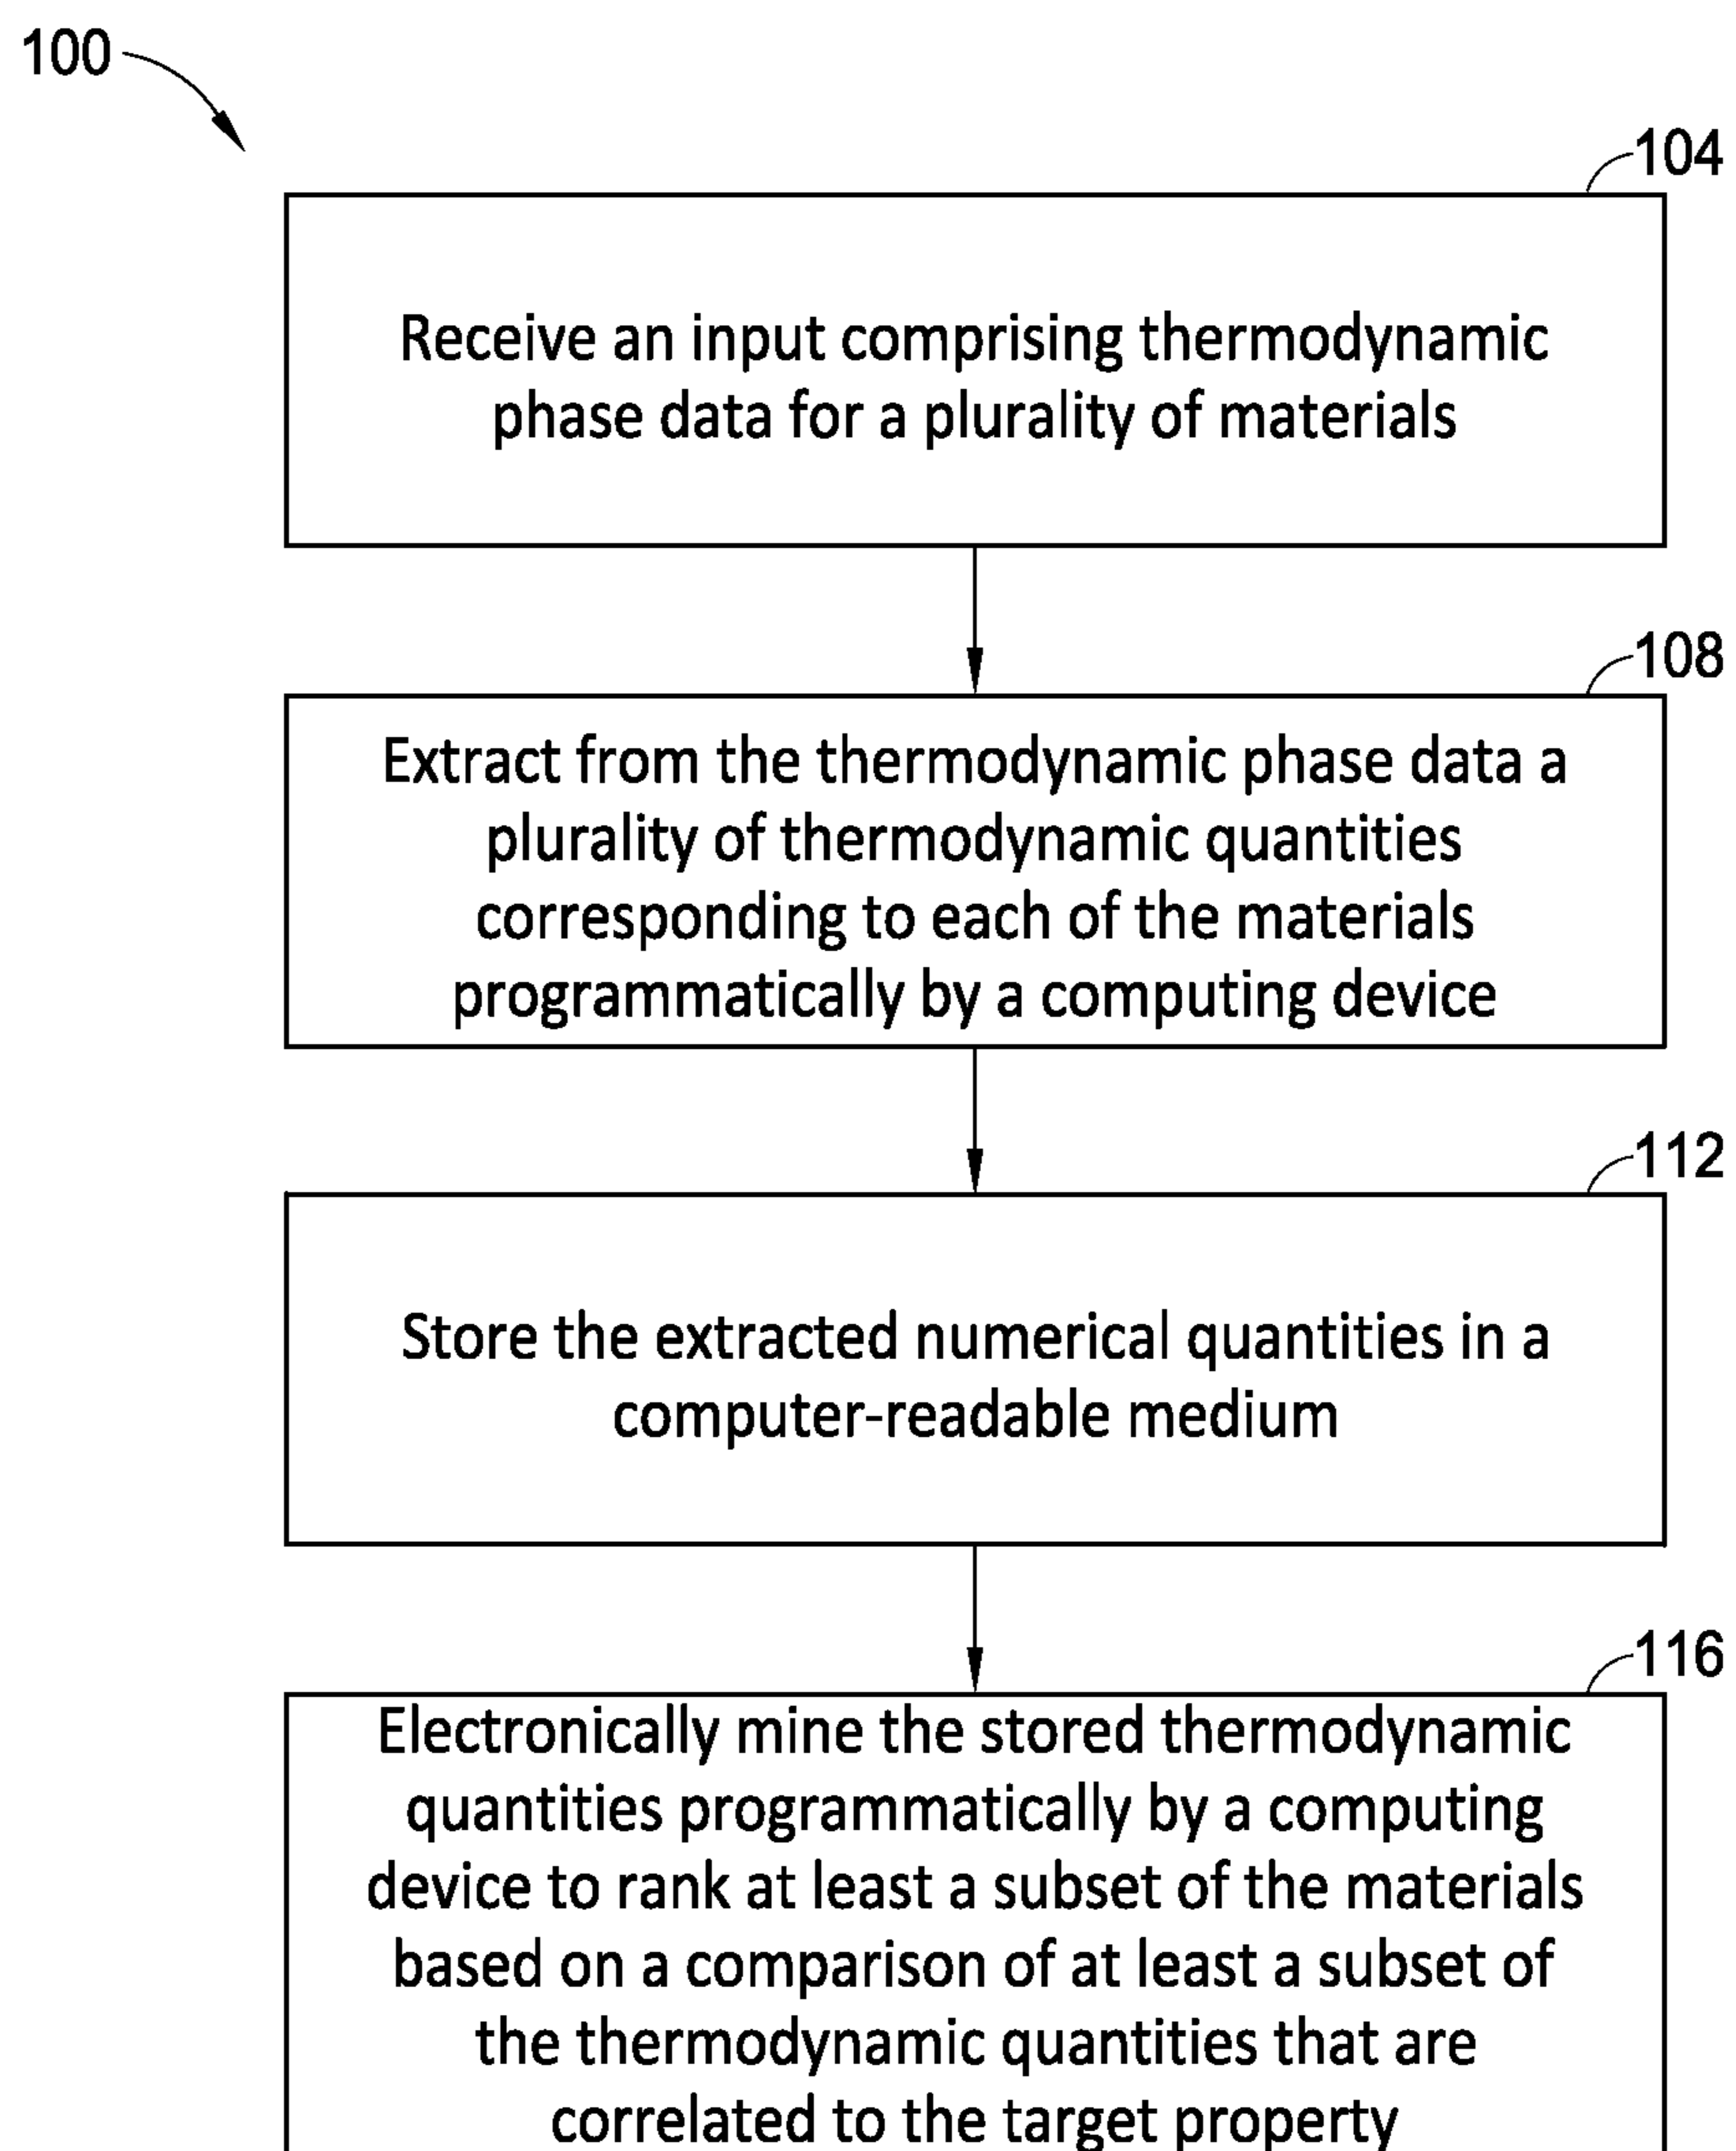 100
104
Receive an input comprising thermodynamic
phase data for a plurality of materials
108
Extract from the thermodynamic phase data a
plurality of thermodynamic quantities
corresponding to each of the materials
programmatically by a computing device
112
Store the extracted numerical quantities in a
computer-readable medium
116
Electronically mine the stored thermodynamic
quantities programmatically by a computing
device to rank at least a subset of the materials
based on a comparison of at least a subset of
the thermodynamic quantities that are
correlated to the target property